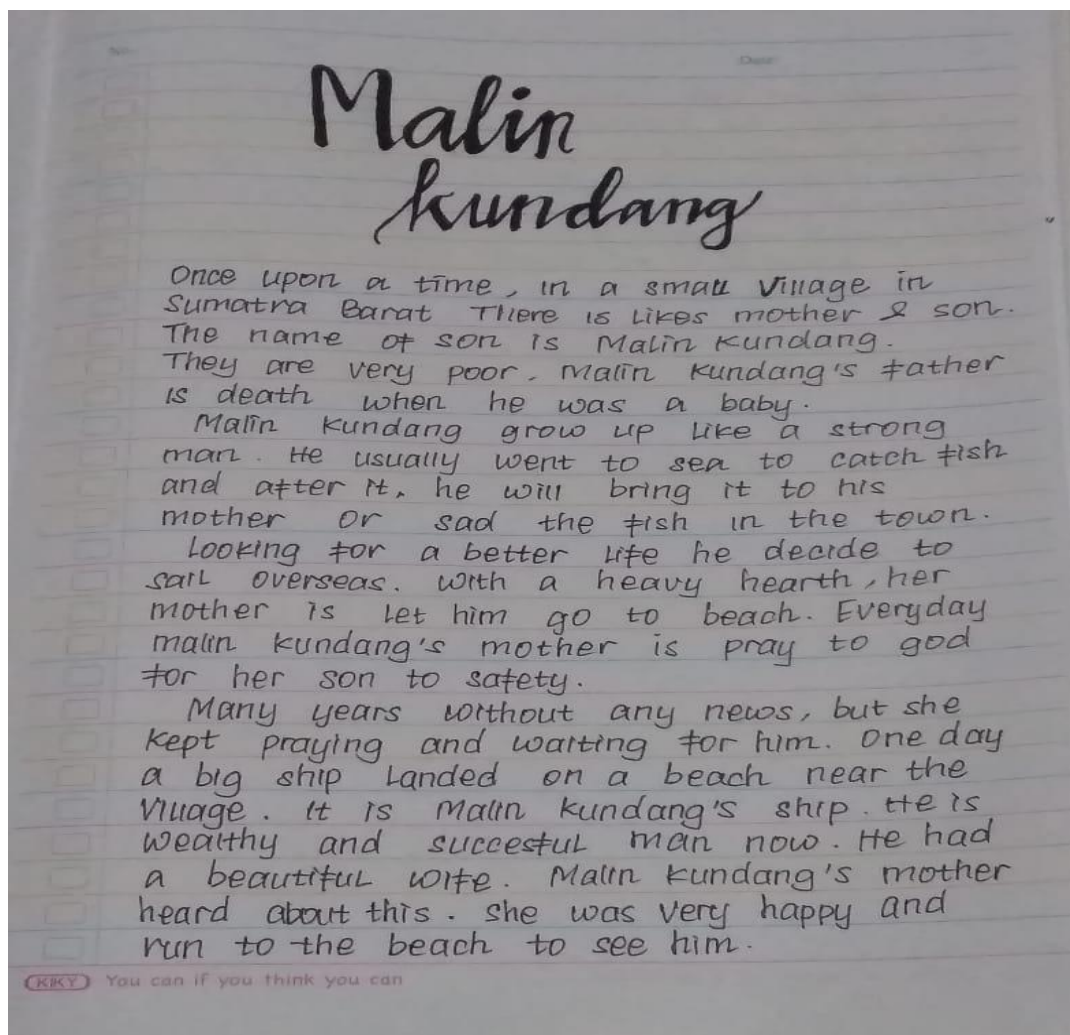 No.
Date
Malin
kundang
Once upon a time, in a small village in
Sumatra Barat There is Likes mother & son.
The name of son is Malin Kundang.
They are very poor. Malin Kundang's father
is death when he was a baby.
Malin Kundang grow up like a strong
man. He usually went to sea to catch fish
and after it, he will bring it to his
mother or sad the fish in the town.
Looking for a better life he decide to
sail overseas. With a heavy hearth, her
mother is let him go to beach. Everyday
malin kundang's mother is pray to god
for her son to safety.
Many years without any news, but she
kept praying and waiting for him. One day
a big ship landed on a beach near the
village. It is Malin Kundang's ship. He is
wealthy and succesful man now. He had
a beautiful wife. Malin Kundang's mother
heard about this. she was very happy and
run to the beach to see him.
KIKY You can if you think you can